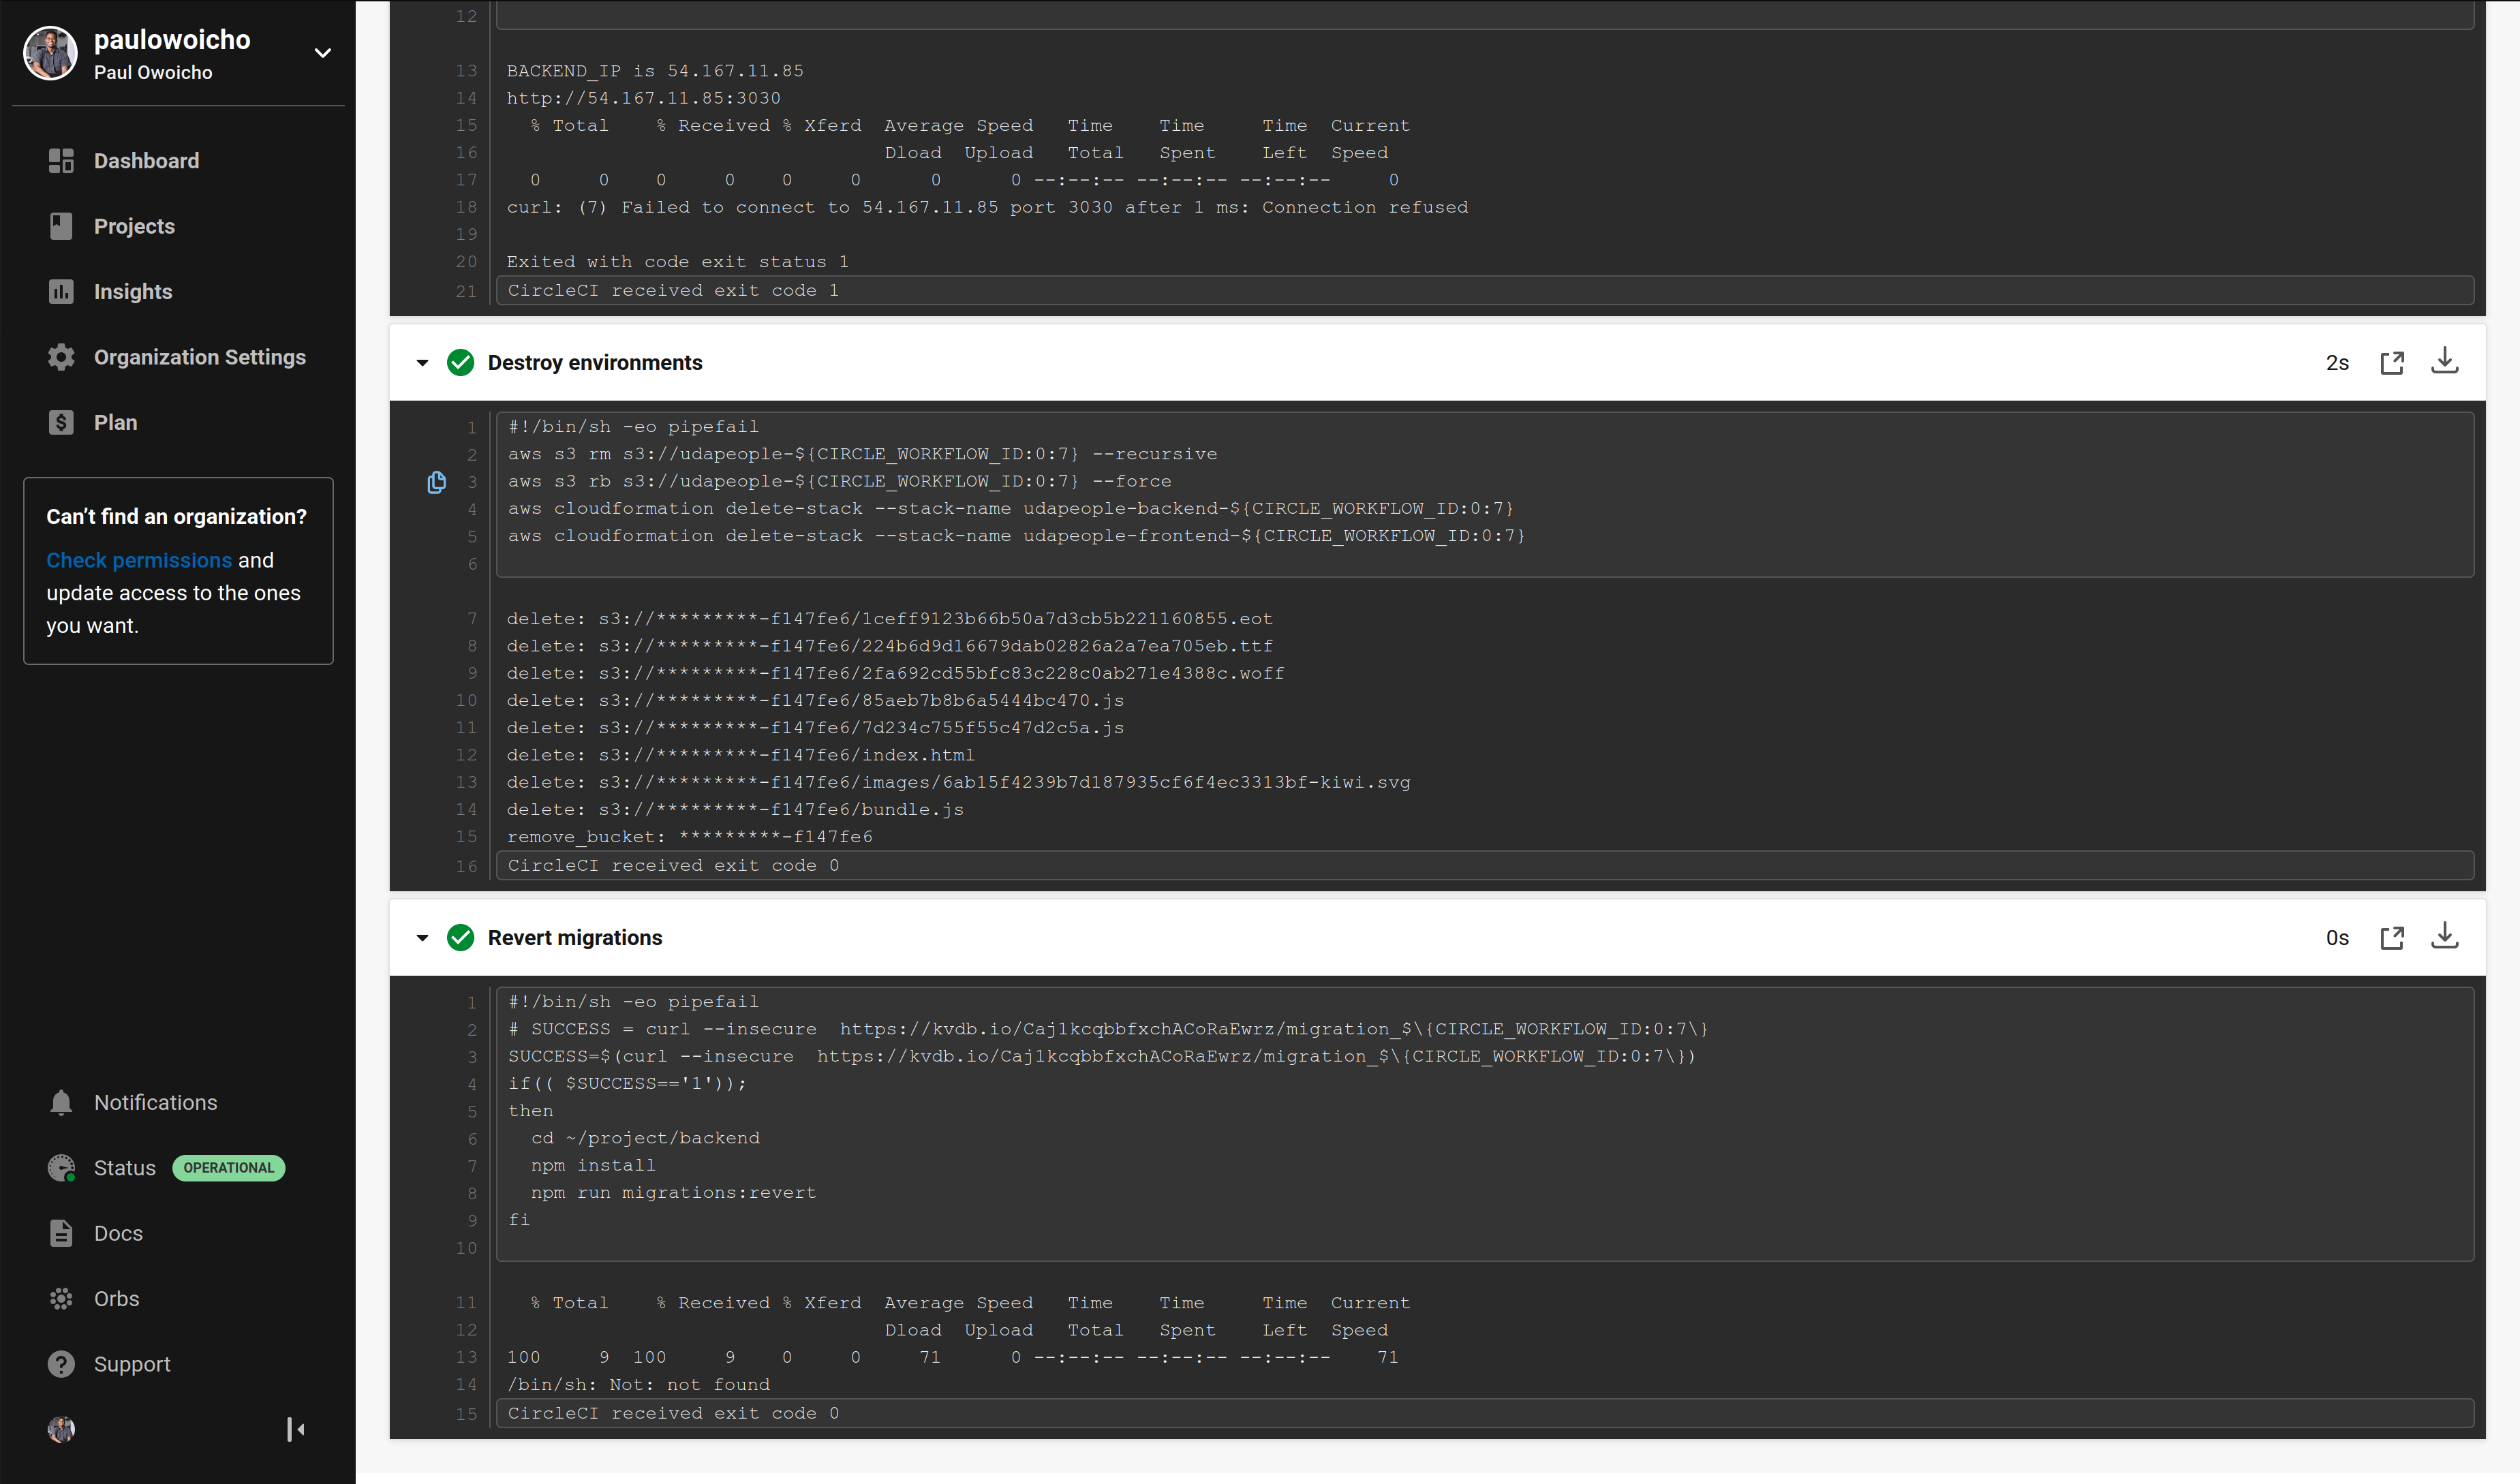 paulowoicho
Paul Owoicho
Dashboard
Projects
Insights
Organization Settings
Plan
Can’t find an organization?
Check permissions and
update access to the ones
you want.
Notifications
Status OPERATIONAL
Docs
Orbs
Support
12
13 BACKEND_IP is 54.167.11.85
14 http://54.167.11.85:3030
15 % Total % Received % Xferd Average Speed Time Time Time Current
16 Dload Upload Total Spent Left Speed
17 0 0 0 0 0 0 0 0 --:--:-- --:--:-- --:--:-- 0
18 curl: (7) Failed to connect to 54.167.11.85 port 3030 after 1 ms: Connection refused
19
20 Exited with code exit status 1
21 CircleCI received exit code 1
Destroy environments 2s
1 #!/bin/sh -eo pipefail
2 aws s3 rm s3://udapeople-${CIRCLE_WORKFLOW_ID:0:7} --recursive
3 aws s3 rb s3://udapeople-${CIRCLE_WORKFLOW_ID:0:7} --force
4 aws cloudformation delete-stack --stack-name udapeople-backend-${CIRCLE_WORKFLOW_ID:0:7}
5 aws cloudformation delete-stack --stack-name udapeople-frontend-${CIRCLE_WORKFLOW_ID:0:7}
6
7 delete: s3://*********-f147fe6/1ceff9123b66b50a7d3cb5b221160855.eot
8 delete: s3://*********-f147fe6/224b6d9d16679dab02826a2a7ea705eb.ttf
9 delete: s3://*********-f147fe6/2fa692cd55bfc83c228c0ab271e4388c.woff
10 delete: s3://*********-f147fe6/85aeb7b8b6a5444bc470.js
11 delete: s3://*********-f147fe6/7d234c755f55c47d2c5a.js
12 delete: s3://*********-f147fe6/index.html
13 delete: s3://*********-f147fe6/images/6ab15f4239b7d187935cf6f4ec3313bf-kiwi.svg
14 delete: s3://*********-f147fe6/bundle.js
15 remove_bucket: *********-f147fe6
16 CircleCI received exit code 0
Revert migrations 0s
1 #!/bin/sh -eo pipefail
2 # SUCCESS = curl --insecure  https://kvdb.io/Caj1kcqbbfxchACoRaEwrz/migration_$\{CIRCLE_WORKFLOW_ID:0:7\}
3 SUCCESS=$(curl --insecure  https://kvdb.io/Caj1kcqbbfxchACoRaEwrz/migration_$\{CIRCLE_WORKFLOW_ID:0:7\})
4 if(( $SUCCESS=='1'));
5 then
6 cd ~/project/backend
7 npm install
8 npm run migrations:revert
9 fi
10
11 % Total % Received % Xferd Average Speed Time Time Time Current
12 Dload Upload Total Spent Left Speed
13 100 9 100 9 0 0 71 0 --:--:-- --:--:-- --:--:-- 71
14 /bin/sh: Not: not found
15 CircleCI received exit code 0